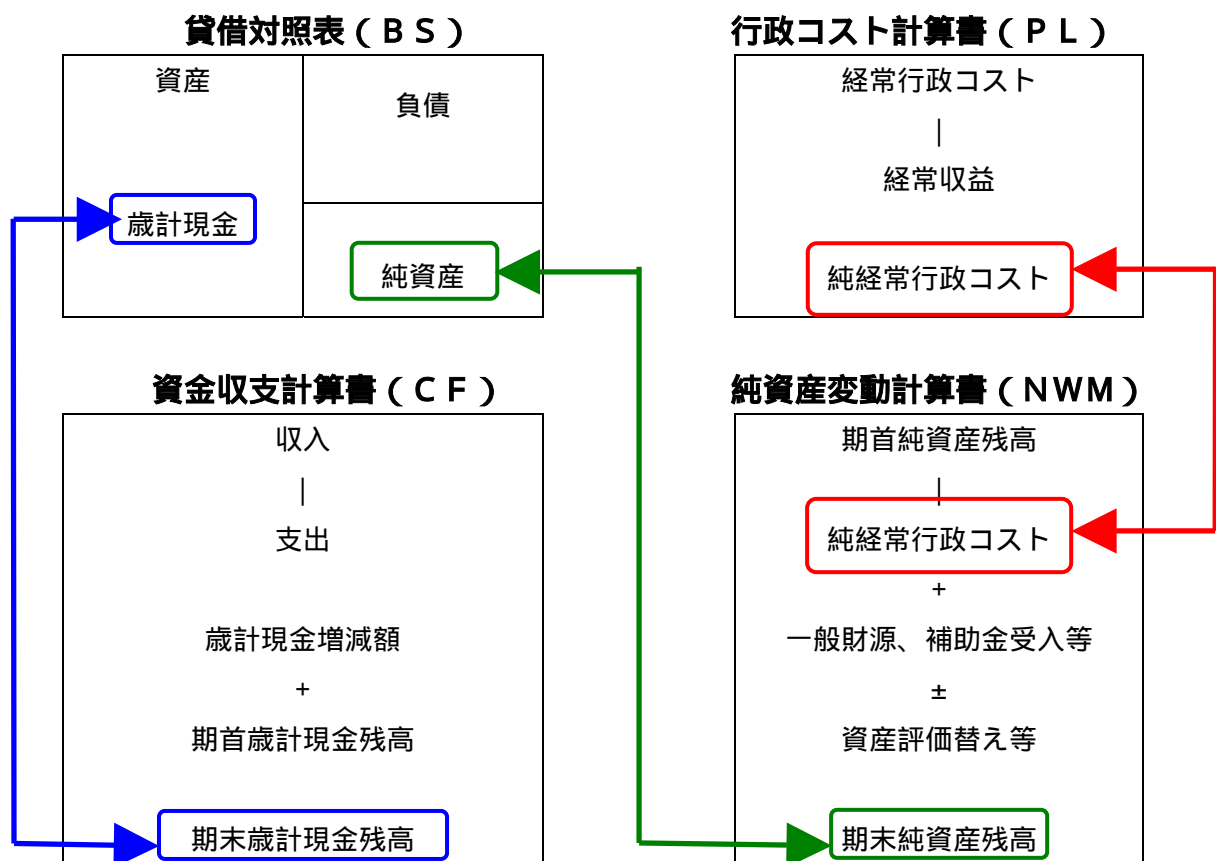 貸借対照表(BS)
資産
負債
歳計現金
純資産
行政コスト計算書(PL)
経常行政コスト
|
経常収益
純経常行政コスト
資金収支計算書(CF)
収入
|
支出
歳計現金増減額
+
期首歳計現金残高
期末歳計現金残高
純資産変動計算書(NWM)
期首純資産残高
|
純経常行政コスト
+
一般財源、補助金受入等
±
資産評価替え等
期末純資産残高